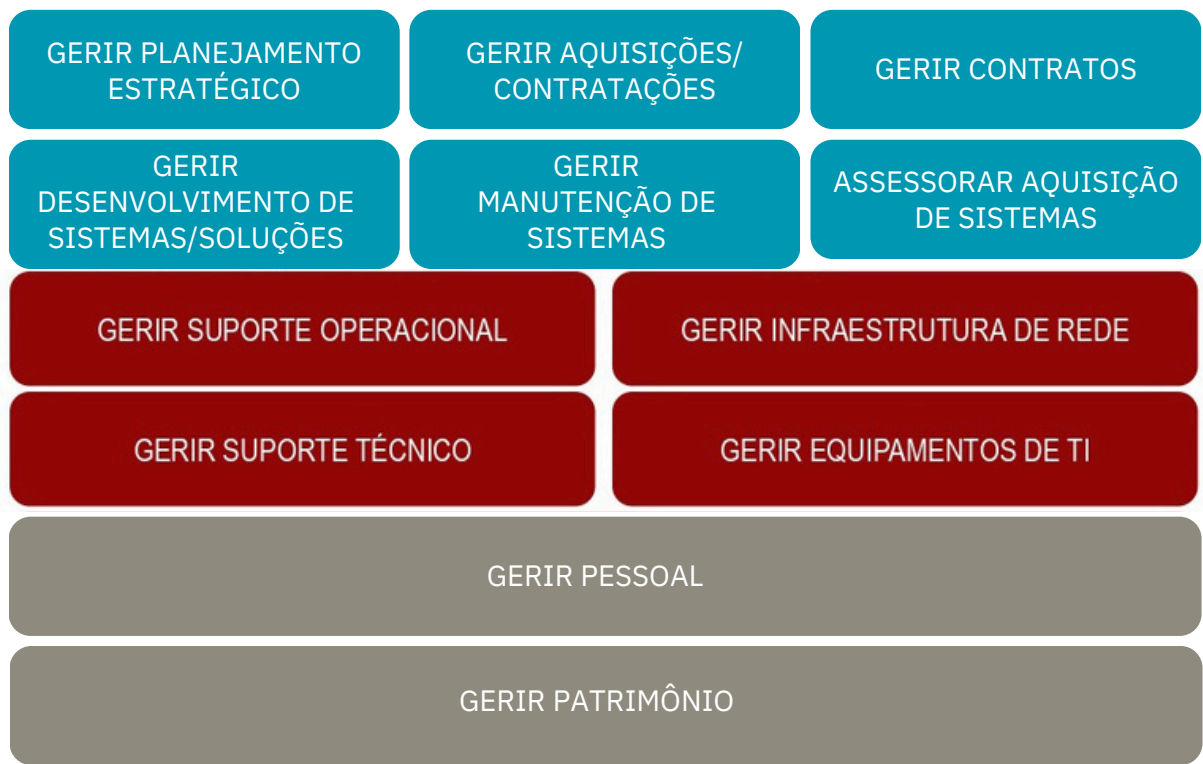 GERIR PLANEJAMENTO
ESTRATÉGICO
GERIR AQUISIÇÕES/
CONTRATAÇÕES
GERIR CONTRATOS
GERIR
DESENVOLVIMENTO DE
SISTEMAS/SOLUÇÕES
GERIR
MANUTENÇÃO DE
SISTEMAS
ASSESSORAR AQUISIÇÃO
DE SISTEMAS
GERIR SUPORTE OPERACIONAL
GERIR INFRAESTRUTURA DE REDE
GERIR SUPORTE TÉCNICO
GERIR EQUIPAMENTOS DE TI
GERIR PESSOAL
GERIR PATRIMÔNIO